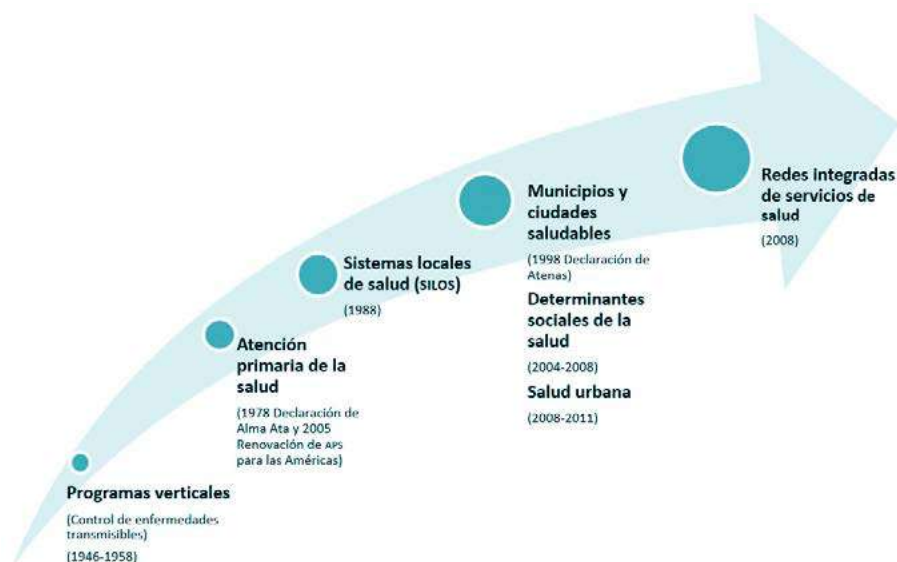 Programas verticales
(Control de enfermedades
transmisibles)
(1946-1958)
Atención
primaria de la
salud
(1978 Declaración de
Alma Ata y 2005
Renovación de APS
para las Américas)
Sistemas locales
de salud (SILOS)
(1988)
Municipios y
ciudades
saludables
(1998 Declaración de
Atenas)
Determinantes
sociales de la
salud
(2004-2008)
Salud urbana
(2008-2011)
Redes integradas
de servicios de
salud
(2008)